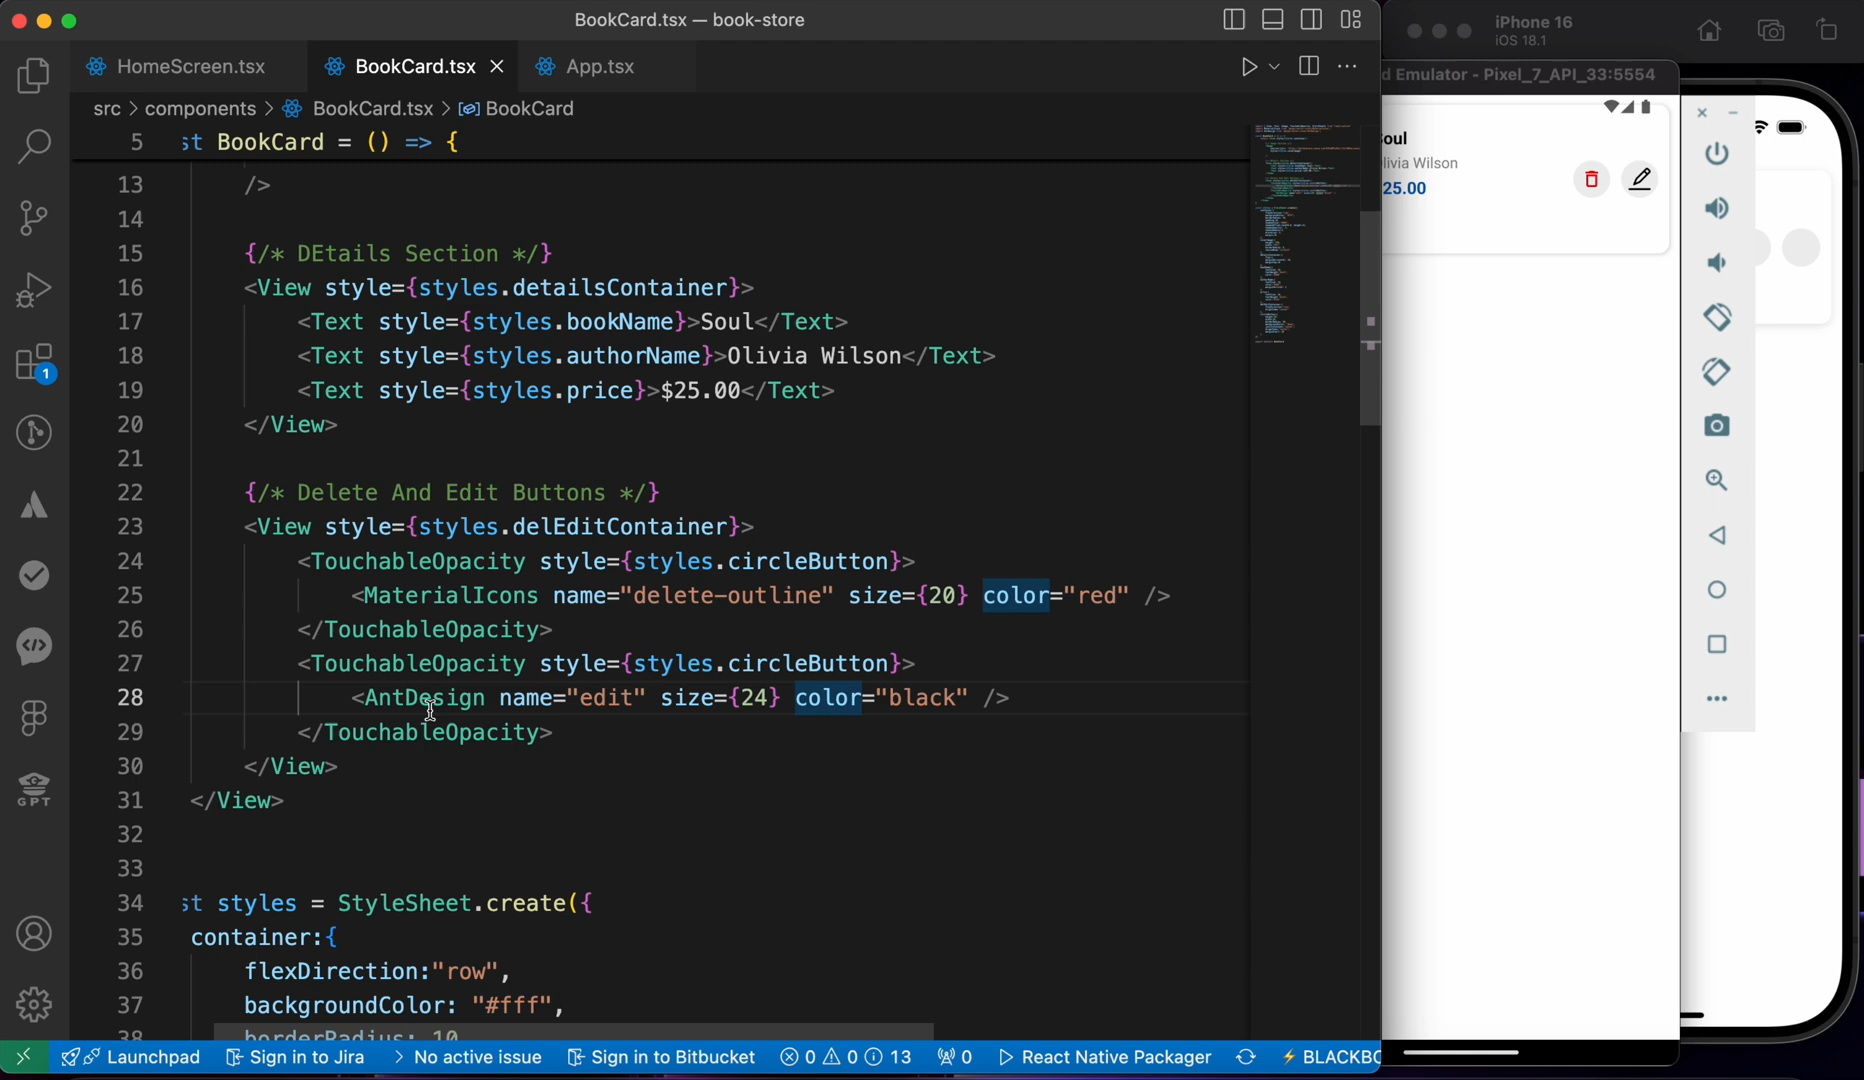 BookCard.tsx — book-store
HomeScreen.tsx
BookCard.tsx
App.tsx
src > components > BookCard.tsx > BookCard
5 st BookCard = () => {
13 />
14
15 {/* DEtails Section */}
16 <View style={styles.detailsContainer}>
17 <Text style={styles.bookName}>Soul</Text>
18 <Text style={styles.authorName}>Olivia Wilson</Text>
19 <Text style={styles.price}>$25.00</Text>
20 </View>
21
22 {/* Delete And Edit Buttons */}
23 <View style={styles.delEditContainer}>
24 <TouchableOpacity style={styles.circleButton}>
25 <MaterialIcons name="delete-outline" size={20} color="red" />
26 </TouchableOpacity>
27 <TouchableOpacity style={styles.circleButton}>
28 <AntDesign name="edit" size={24} color="black" />
29 </TouchableOpacity>
30 </View>
31 </View>
32
33
34 st styles = StyleSheet.create({
35 container:{
36 flexDirection:"row",
37 backgroundColor: "#fff",
38 borderRadius: 10
1
GPT
Launchpad
Sign in to Jira
> No active issue
Sign in to Bitbucket
0 0 13
0
React Native Packager
BLACKBO
iPhone 16
iOS 18.1
d Emulator - Pixel_7_API_33:5554
Soul
livia Wilson
25.00